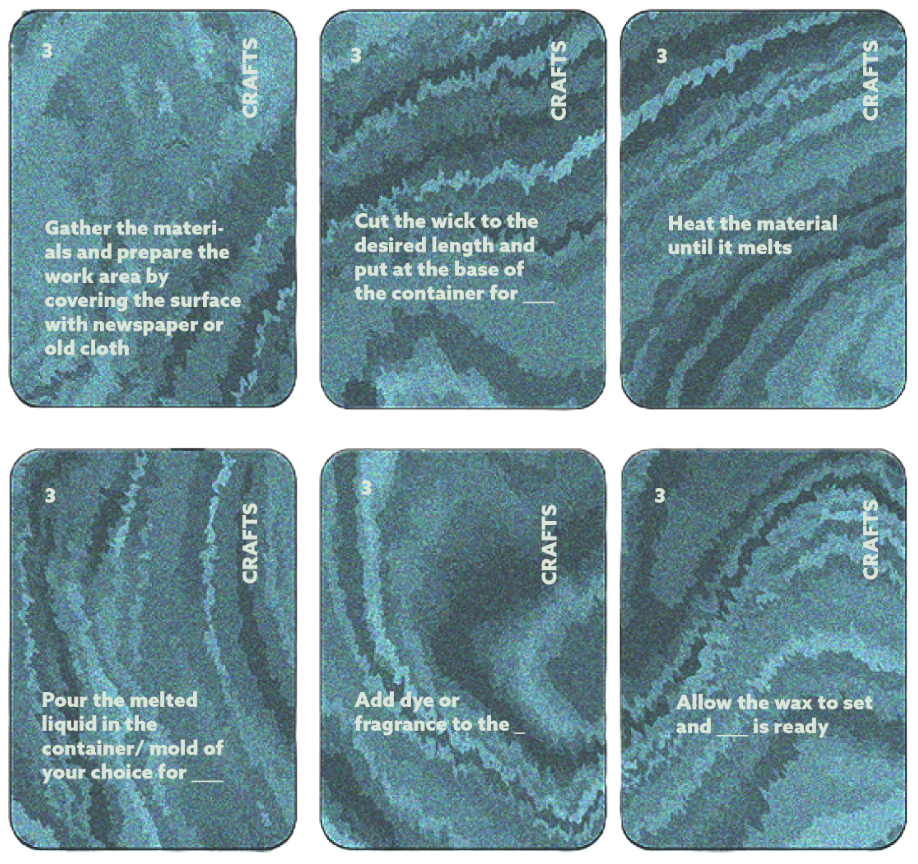 3
CRAFTS
Gather the materi-
als and prepare the
work area by
covering the surface
with newspaper or
old cloth
3
CRAFTS
Cut the wick to the
desired length and
put at the base of
the container for ___
3
CRAFTS
Heat the material
until it melts
3
CRAFTS
Pour the melted
liquid in the
container/ mold of
your choice for ___
3
CRAFTS
Add dye or
fragrance to the _
3
CRAFTS
Allow the wax to set
and ___ is ready